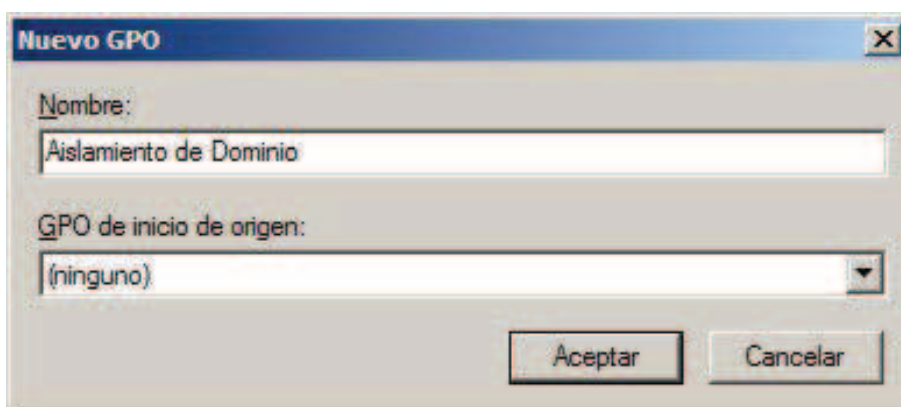 Nuevo GPO
Nombre:
Aislamiento de Dominio
GPO de inicio de origen:
(ninguno)
Aceptar Cancelar